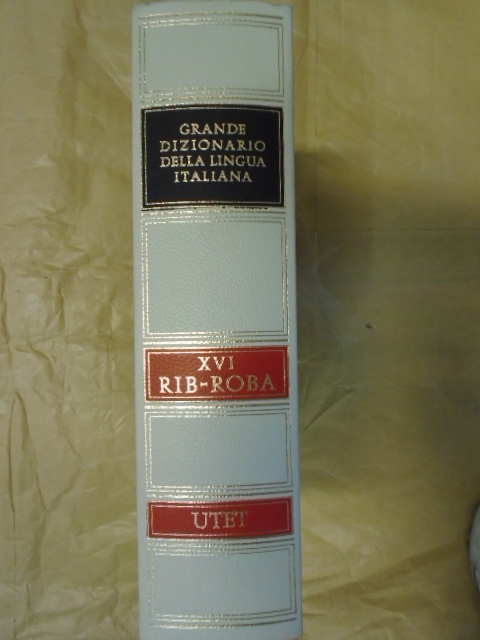 GRANDE
DIZIONARIO
DELLA LINGUA
ITALIANA
XVI
RIB-ROBA
UTET